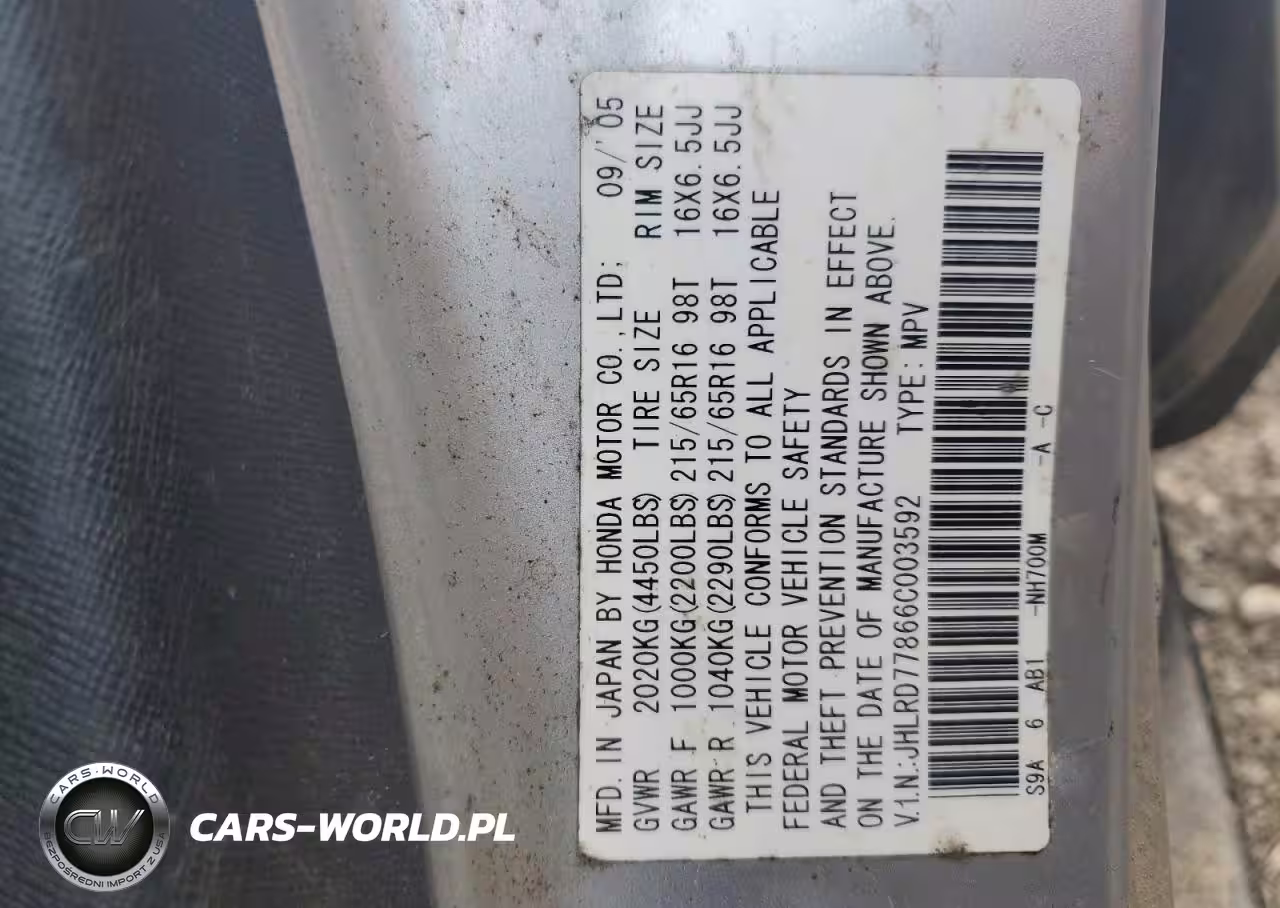 MFD. IN JAPAN BY HONDA MOTOR CO.,LTD; 09/'05
GVWR 2020KG(4450LBS) TIRE SIZE RIM SIZE
GAWR F 1000KG(2200LBS) 215/65R16 98T 16X6.5JJ
GAWR R 1040KG(2290LBS) 215/65R16 98T 16X6.5JJ
THIS VEHICLE CONFORMS TO ALL APPLICABLE
FEDERAL MOTOR VEHICLE SAFETY
AND THEFT PREVENTION STANDARDS IN EFFECT
ON THE DATE OF MANUFACTURE SHOWN ABOVE.
V.I.N.:JHLRD77866C003592 TYPE:MPV
S9A 6 AB1 -NH700M -A -C
CARS-WORLD
CW
BEZPOŚREDNI IMPORT Z USA
CARS-WORLD.PL